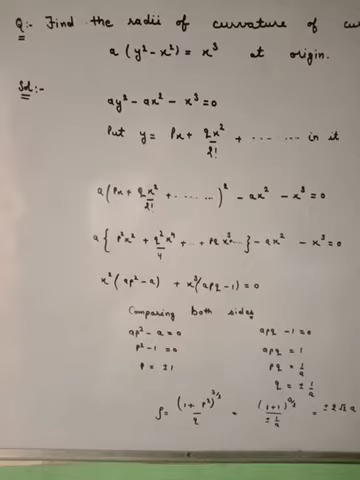 Q:- Find the radii of curvature of
a (y² - x²) = x³ at origin.
Sol:-
ay² - ax² - x³ = 0
Put y = Px + qx²/2! + ........ in it
a(Px + qx²/2! + .......)² - ax² - x³ = 0
a{P²x² + q²x⁴/4 + ... + Pq x³...} - ax² - x³ = 0
x²(ap² - a) + x³(apq - 1) = 0
Comparing both sides
ap² - a = 0 apq - 1 = 0
P² - 1 = 0 apq = 1
P = ± 1 Pq = 1/a
q = ± 1/a
ρ = (1 + P²)^3/2 / q = (1+1)^3/2 / ± 1/a = ± 2√2 a